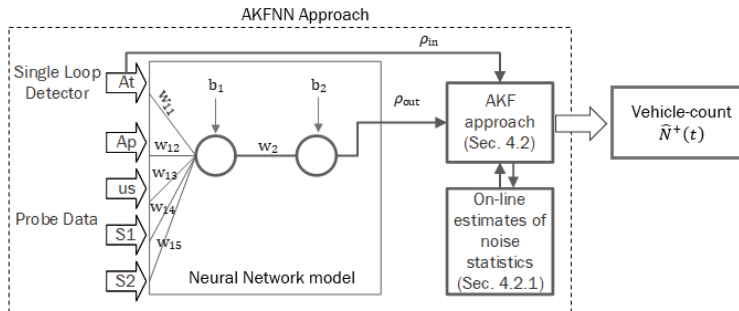 AKFNN Approach
ρin
Single Loop
Detector
At
Ap
us
Probe Data
S1
S2
w11
w12
w13
w14
w15
b1
b2
w2
Neural Network model
ρout
AKF
approach
(Sec. 4.2)
On-line
estimates of
noise
statistics
(Sec. 4.2.1)
Vehicle-count
N̂⁺(t)